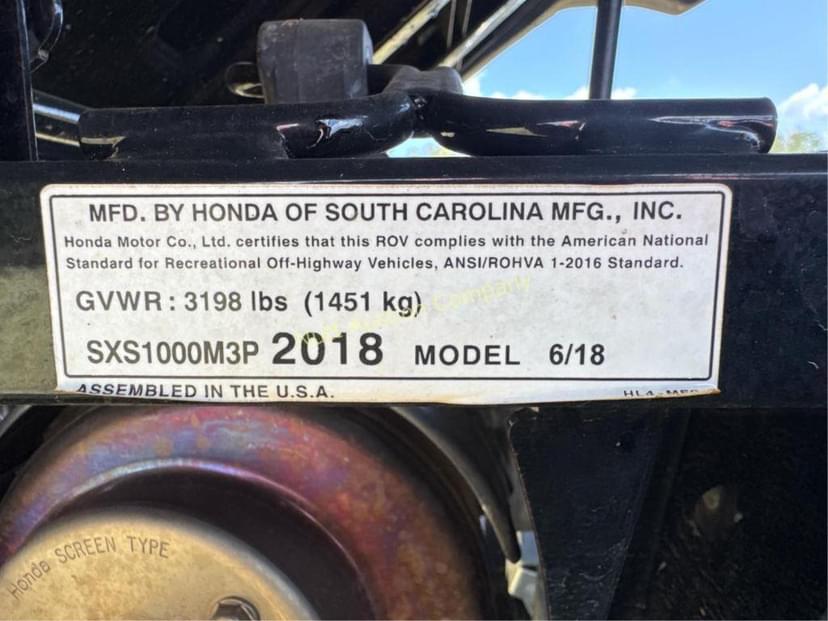 MFD. BY HONDA OF SOUTH CAROLINA MFG., INC.
Honda Motor Co., Ltd. certifies that this ROV complies with the American National
Standard for Recreational Off-Highway Vehicles, ANSI/ROHVA 1-2016 Standard.
GVWR : 3198 lbs (1451 kg)
SXS1000M3P 2018 MODEL 6/18
ASSEMBLED IN THE U.S.A.
Honda SCREEN TYPE